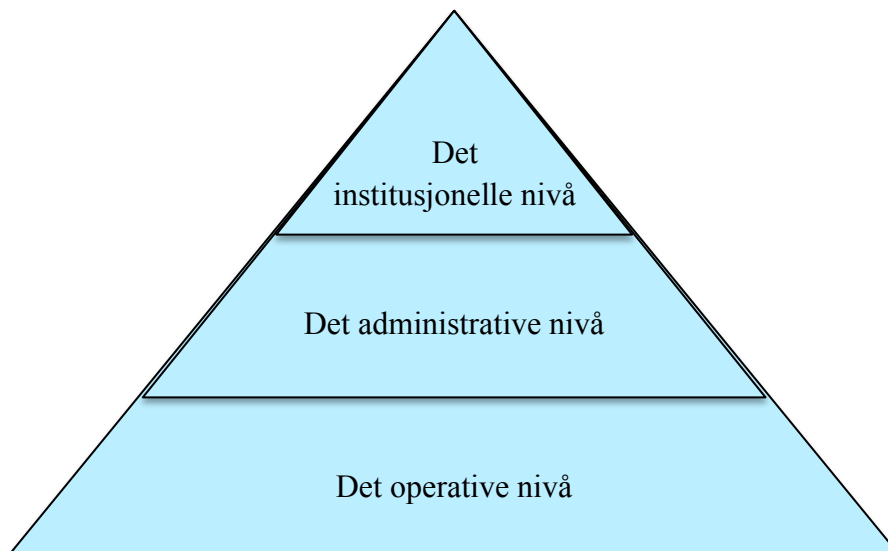 Det
institusjonelle nivå
Det administrative nivå
Det operative nivå